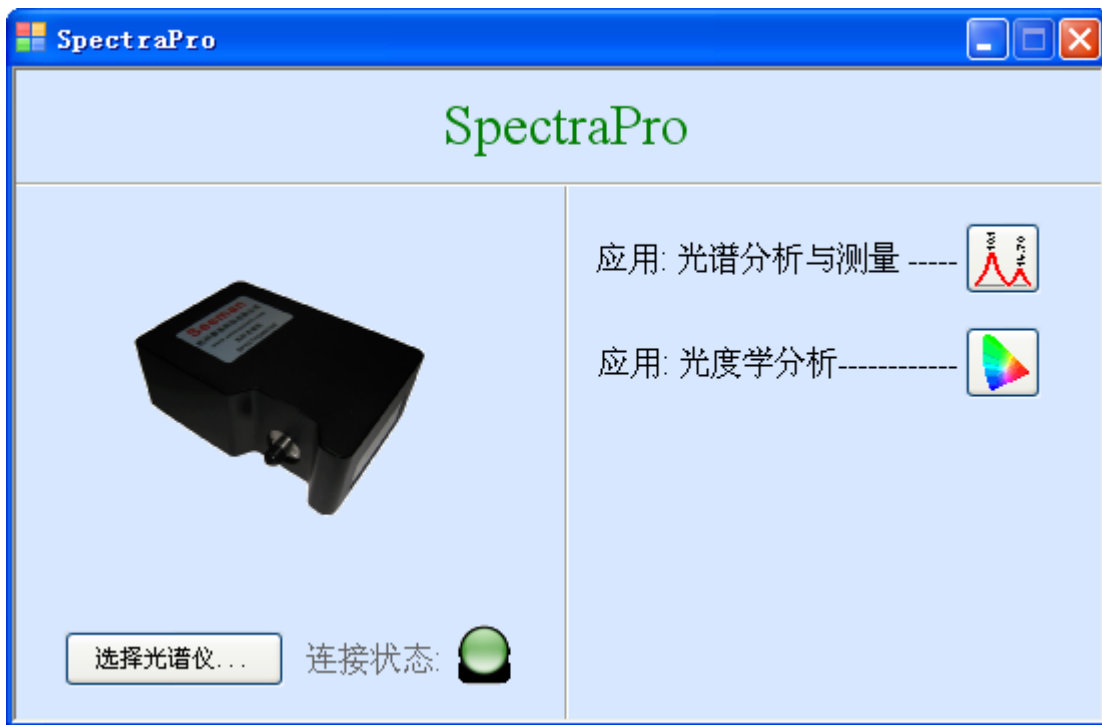 SpectraPro
SpectraPro
Seeman
应用: 光谱分析与测量 -----
应用: 光度学分析------------
选择光谱仪...
连接状态: